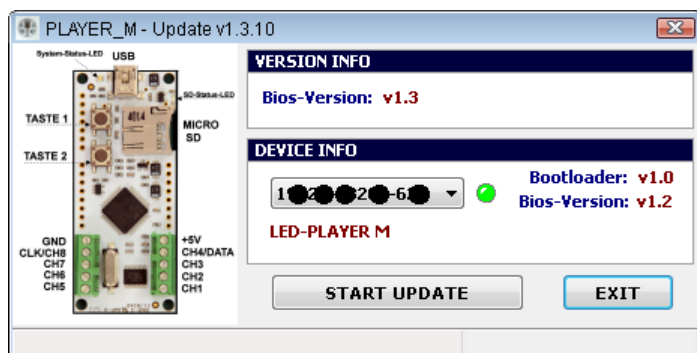 PLAYER_M - Update v1.3.10
System-Status-LED
USB
SD-Status-LED
TASTE 1
MICRO
SD
TASTE 2
GND
CLK/CH8
CH7
CH6
CH5
+5V
CH4/DATA
CH3
CH2
CH1
VERSION INFO
Bios-Version: v1.3
DEVICE INFO
Bootloader: v1.0
Bios-Version: v1.2
LED-PLAYER M
START UPDATE
EXIT